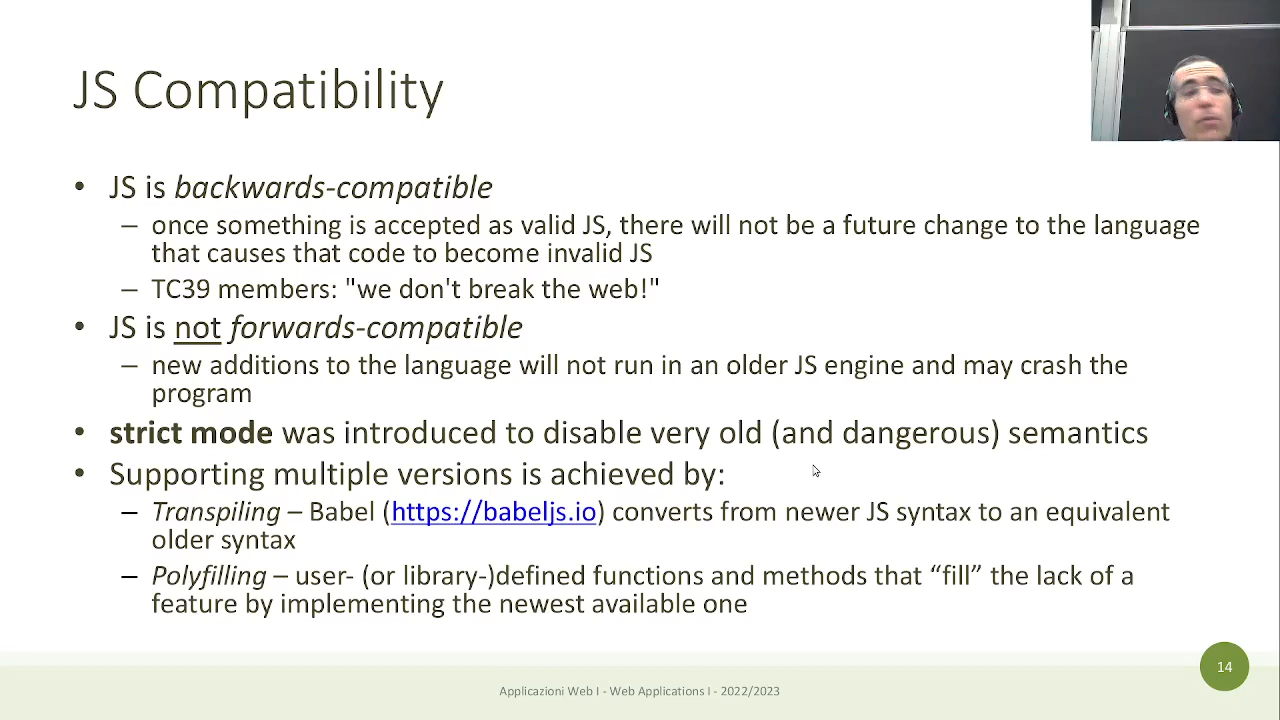 JS Compatibility
• JS is backwards-compatible
– once something is accepted as valid JS, there will not be a future change to the language
that causes that code to become invalid JS
– TC39 members: "we don't break the web!"
• JS is not forwards-compatible
– new additions to the language will not run in an older JS engine and may crash the
program
• strict mode was introduced to disable very old (and dangerous) semantics
• Supporting multiple versions is achieved by:
– Transpiling – Babel (https://babeljs.io) converts from newer JS syntax to an equivalent
older syntax
– Polyfilling – user- (or library-)defined functions and methods that “fill” the lack of a
feature by implementing the newest available one
14
Applicazioni Web I - Web Applications I - 2022/2023